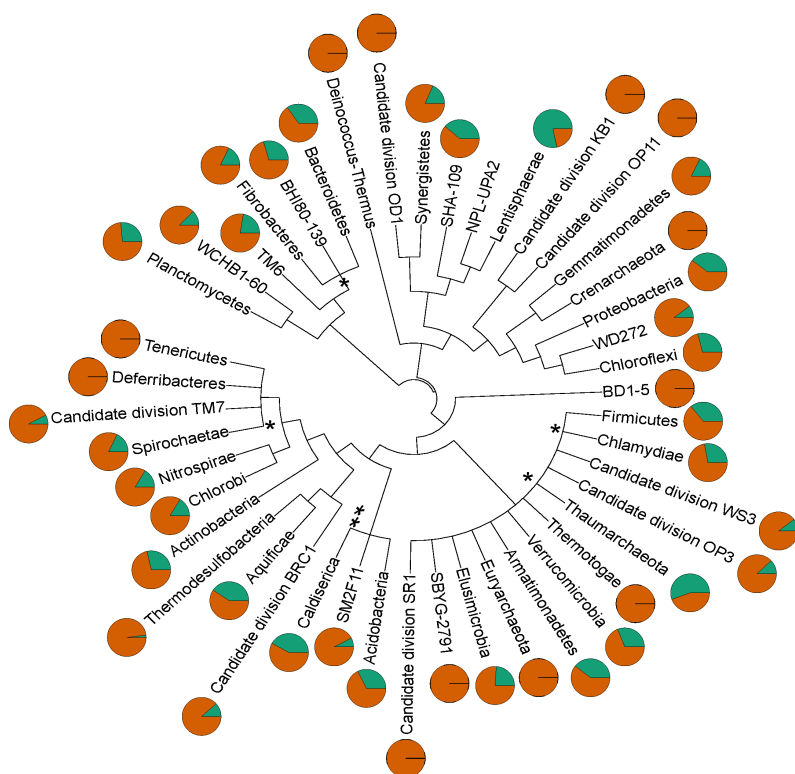 Candidate division OD1
Deinococcus-Thermus
Bacteroidetes
BHI80-139
Fibrobacteres
TM6
WCHB1-60
Planctomycetes
Synergistetes
SHA-109
NPL-UPA2
Lentisphaerae
Candidate division KB1
Candidate division OP11
Gemmatimonadetes
Crenarchaeota
Proteobacteria
WD272
Chloroflexi
BD1-5
Firmicutes
Chlamydiae
Candidate division WS3
Candidate division OP3
Thaumarchaeota
Thermotogae
Verrucomicrobia
Armatimonadetes
Euryarchaeota
Elusimicrobia
SBYG-2791
Candidate division SR1
Acidobacteria
SM2F11
Caldiserica
Candidate division BRC1
Aquificae
Thermodesulfobacteria
Actinobacteria
Chlorobi
Nitrospirae
Spirochaetae
Candidate division TM7
Deferribacteres
Tenericutes
*
*
*
*
*
*